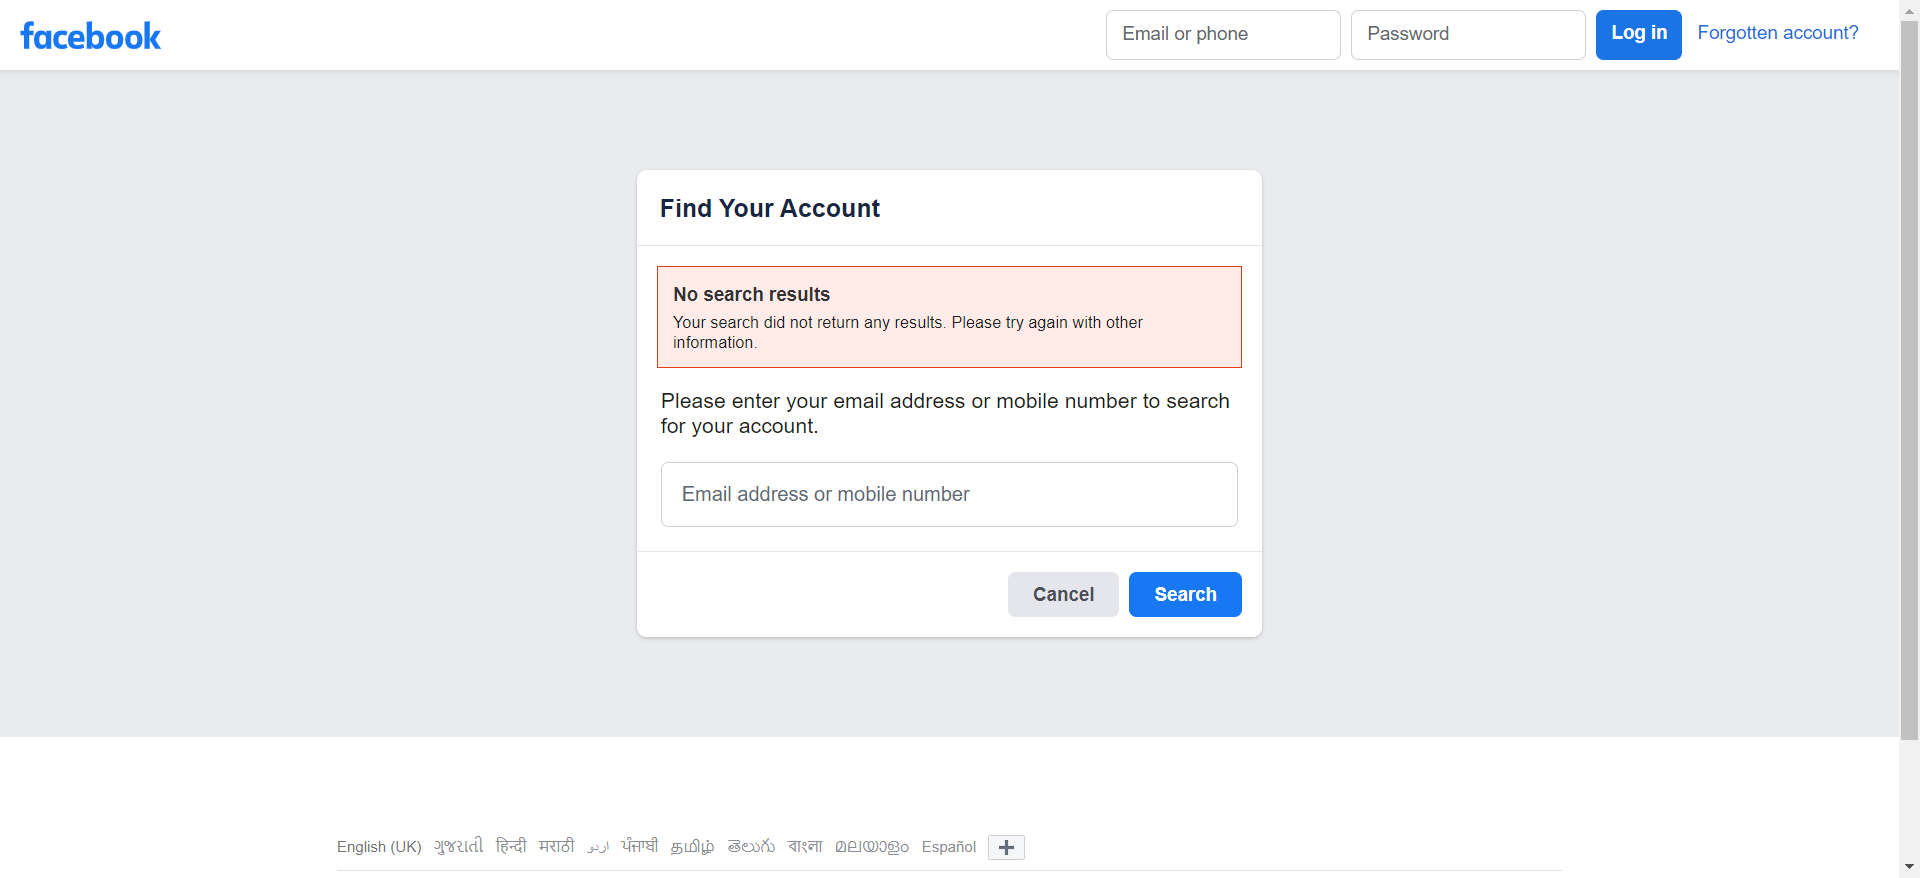 facebook
Email or phone
Password
Log in
Forgotten account?
Find Your Account
No search results
Your search did not return any results. Please try again with other
information.
Please enter your email address or mobile number to search
for your account.
Email address or mobile number
Cancel
Search
English (UK) ગુજરાતી हिन्दी मराठी اردو ਪੰਜਾਬੀ தமிழ் తెలుగు বাংলা മലയാളം Español